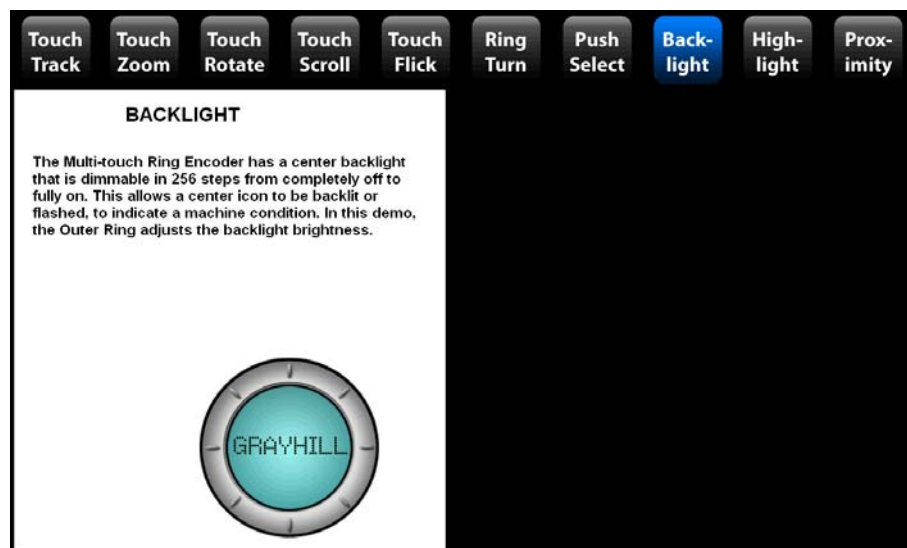 Touch Touch Touch Touch Touch Ring Push Back- High- Prox-
Track Zoom Rotate Scroll Flick Turn Select light light imity
BACKLIGHT
The Multi-touch Ring Encoder has a center backlight
that is dimmable in 256 steps from completely off to
fully on. This allows a center icon to be backlit or
flashed, to indicate a machine condition. In this demo,
the Outer Ring adjusts the backlight brightness.
GRAYHILL